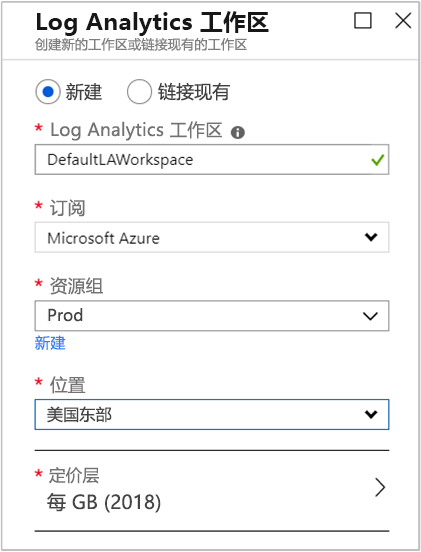 Log Analytics 工作区
创建新的工作区或链接现有的工作区
新建 链接现有
* Log Analytics 工作区
DefaultLAWorkspace
* 订阅
Microsoft Azure
* 资源组
Prod
新建
* 位置
美国东部
* 定价层
每 GB (2018)